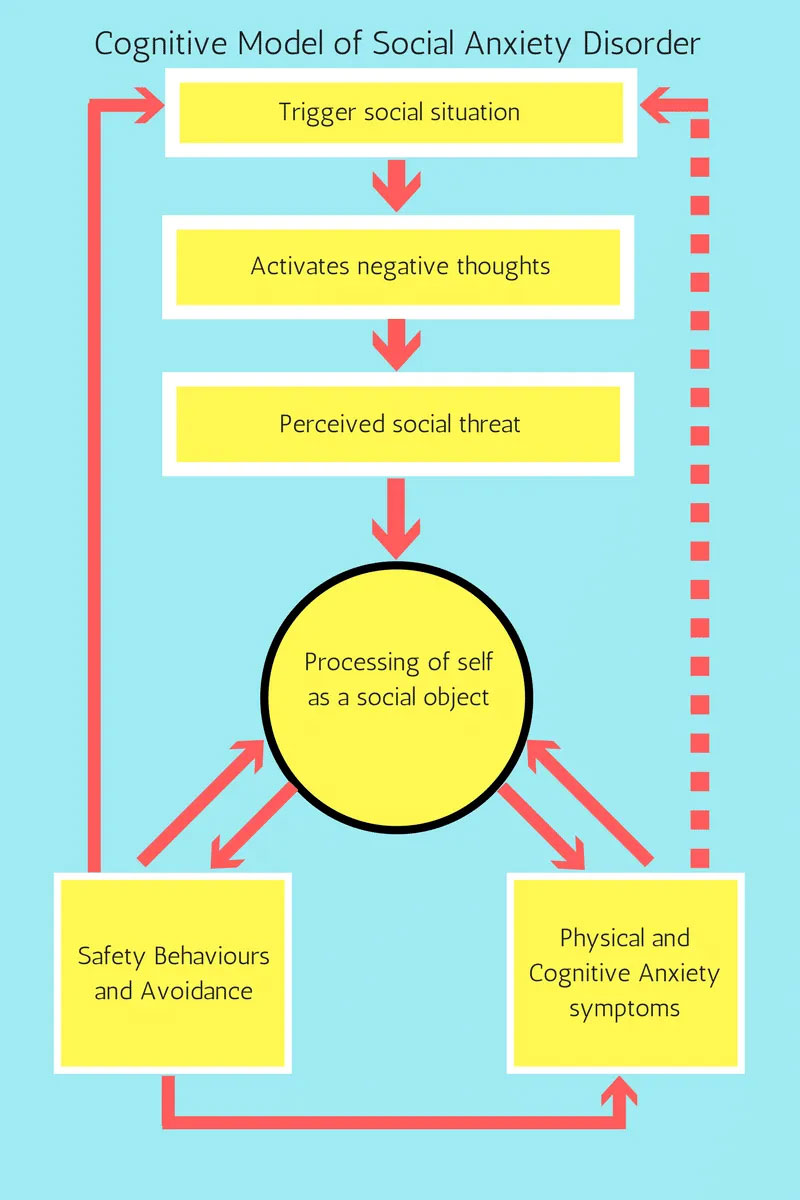 Cognitive Model of Social Anxiety Disorder
Trigger social situation
Activates negative thoughts
Perceived social threat
Processing of self
as a social object
Safety Behaviours
and Avoidance
Physical and
Cognitive Anxiety
symptoms